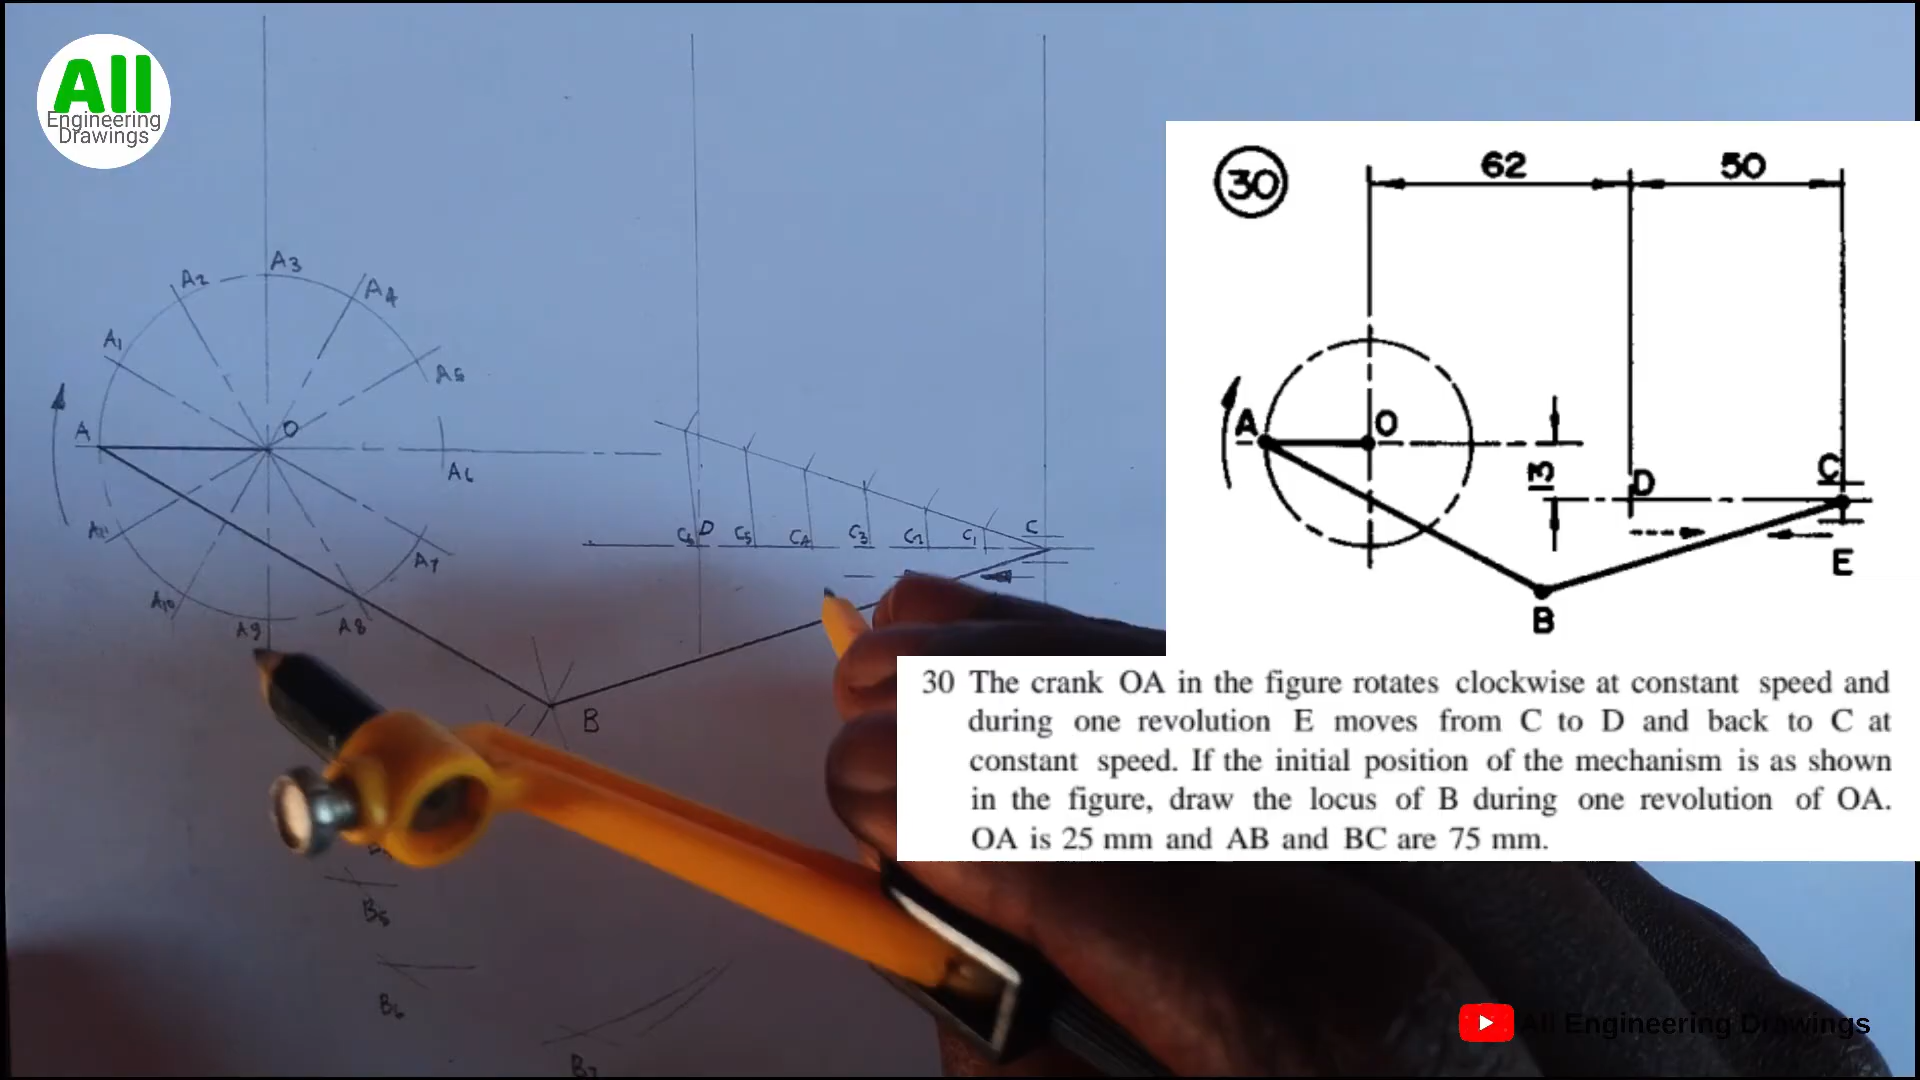 All
Engineering
Drawings
30
62
50
A
O
13
D
C
E
B
A3
A2
A4
A1
A5
O
A
A6
C6 D C5 C4 C3 C2 C1 C
A11
A7
A10
A9
A8
B
B5
B6
B7
30 The crank OA in the figure rotates clockwise at constant speed and
during one revolution E moves from C to D and back to C at
constant speed. If the initial position of the mechanism is as shown
in the figure, draw the locus of B during one revolution of OA.
OA is 25 mm and AB and BC are 75 mm.
All Engineering Drawings